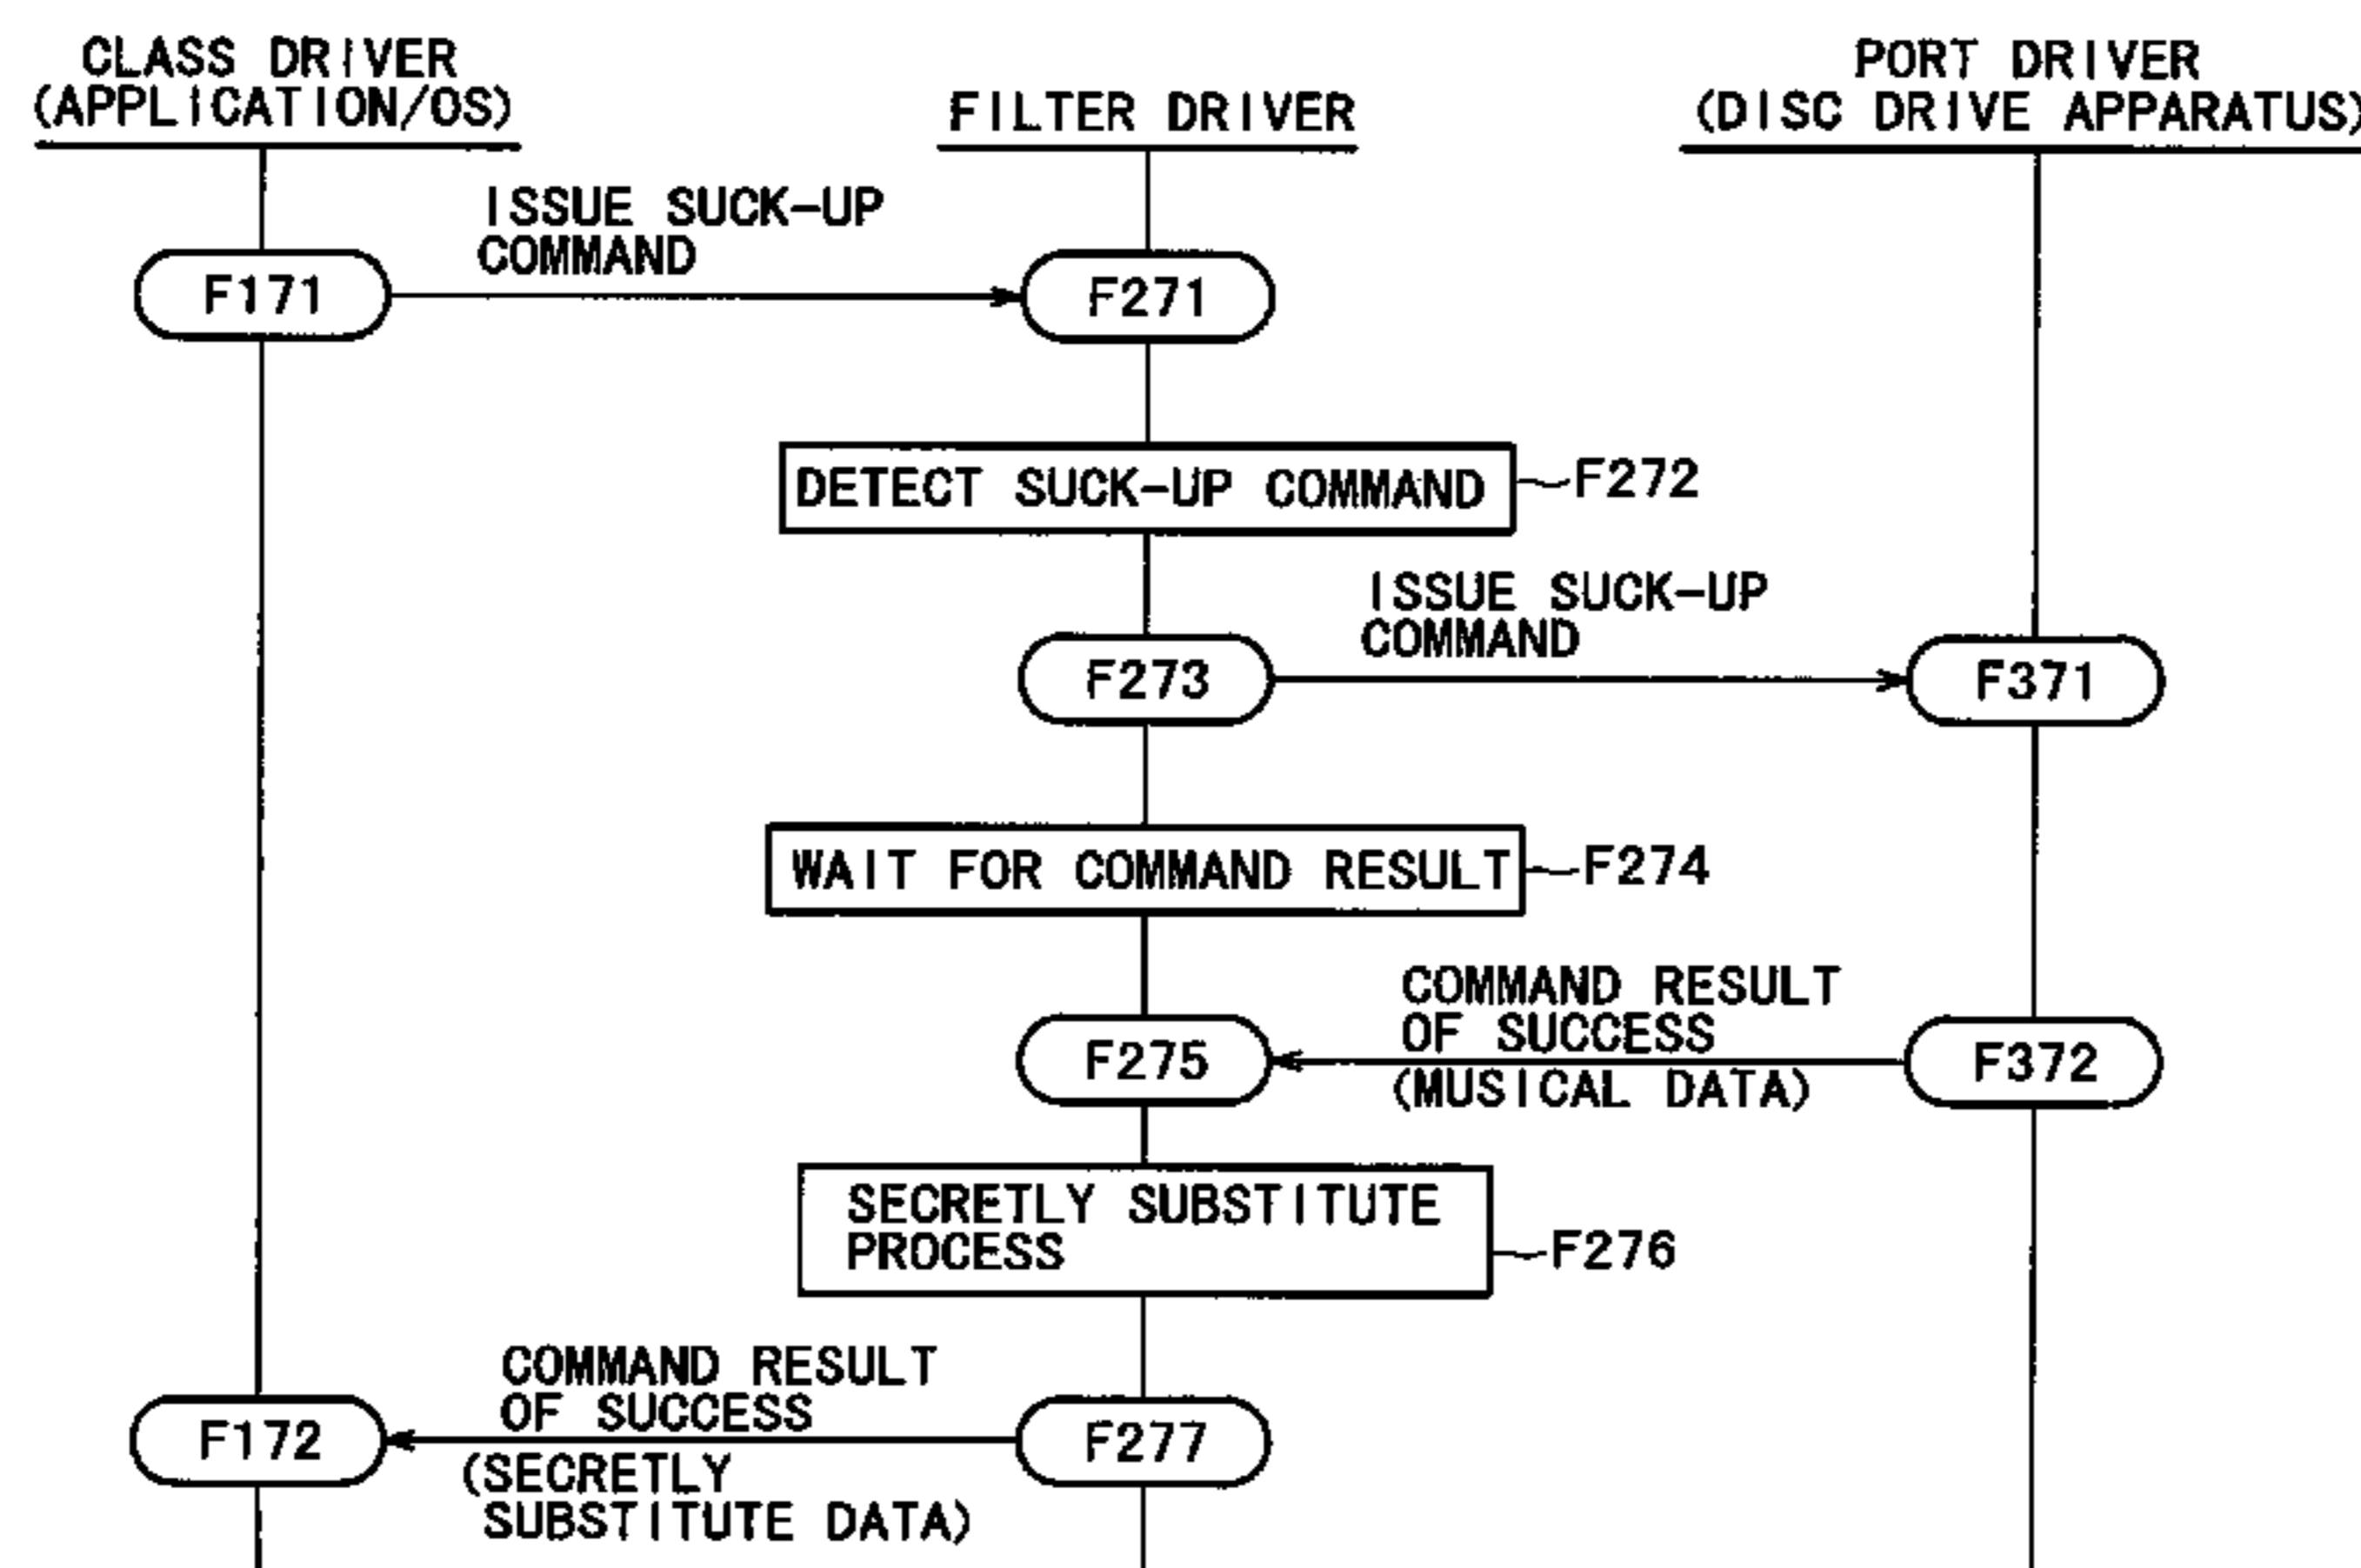 CLASS DRIVER
(APPLICATION/OS)
FILTER DRIVER
PORT DRIVER
(DISC DRIVE APPARATUS)
ISSUE SUCK-UP
COMMAND
F171
F271
DETECT SUCK-UP COMMAND
F272
ISSUE SUCK-UP
COMMAND
F273
F371
WAIT FOR COMMAND RESULT
F274
COMMAND RESULT
OF SUCCESS
(MUSICAL DATA)
F275
F372
SECRETLY SUBSTITUTE
PROCESS
F276
COMMAND RESULT
OF SUCCESS
(SECRETLY
SUBSTITUTE DATA)
F172
F277